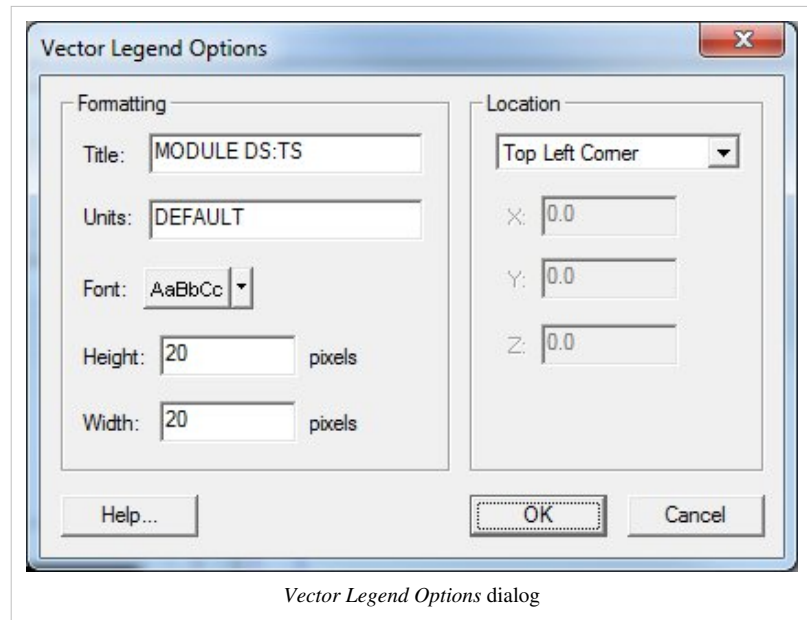 Vector Legend Options
Formatting
Title: MODULE DS:TS
Units: DEFAULT
Font: AaBbCc
Height: 20 pixels
Width: 20 pixels
Location
Top Left Corner
X: 0.0
Y: 0.0
Z: 0.0
Help...
OK
Cancel
Vector Legend Options dialog